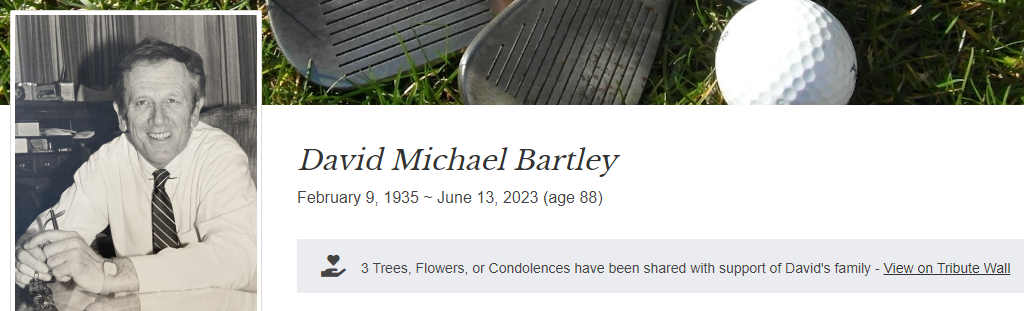 David Michael Bartley
February 9, 1935 ~ June 13, 2023 (age 88)
3 Trees, Flowers, or Condolences have been shared with support of David's family - View on Tribute Wall